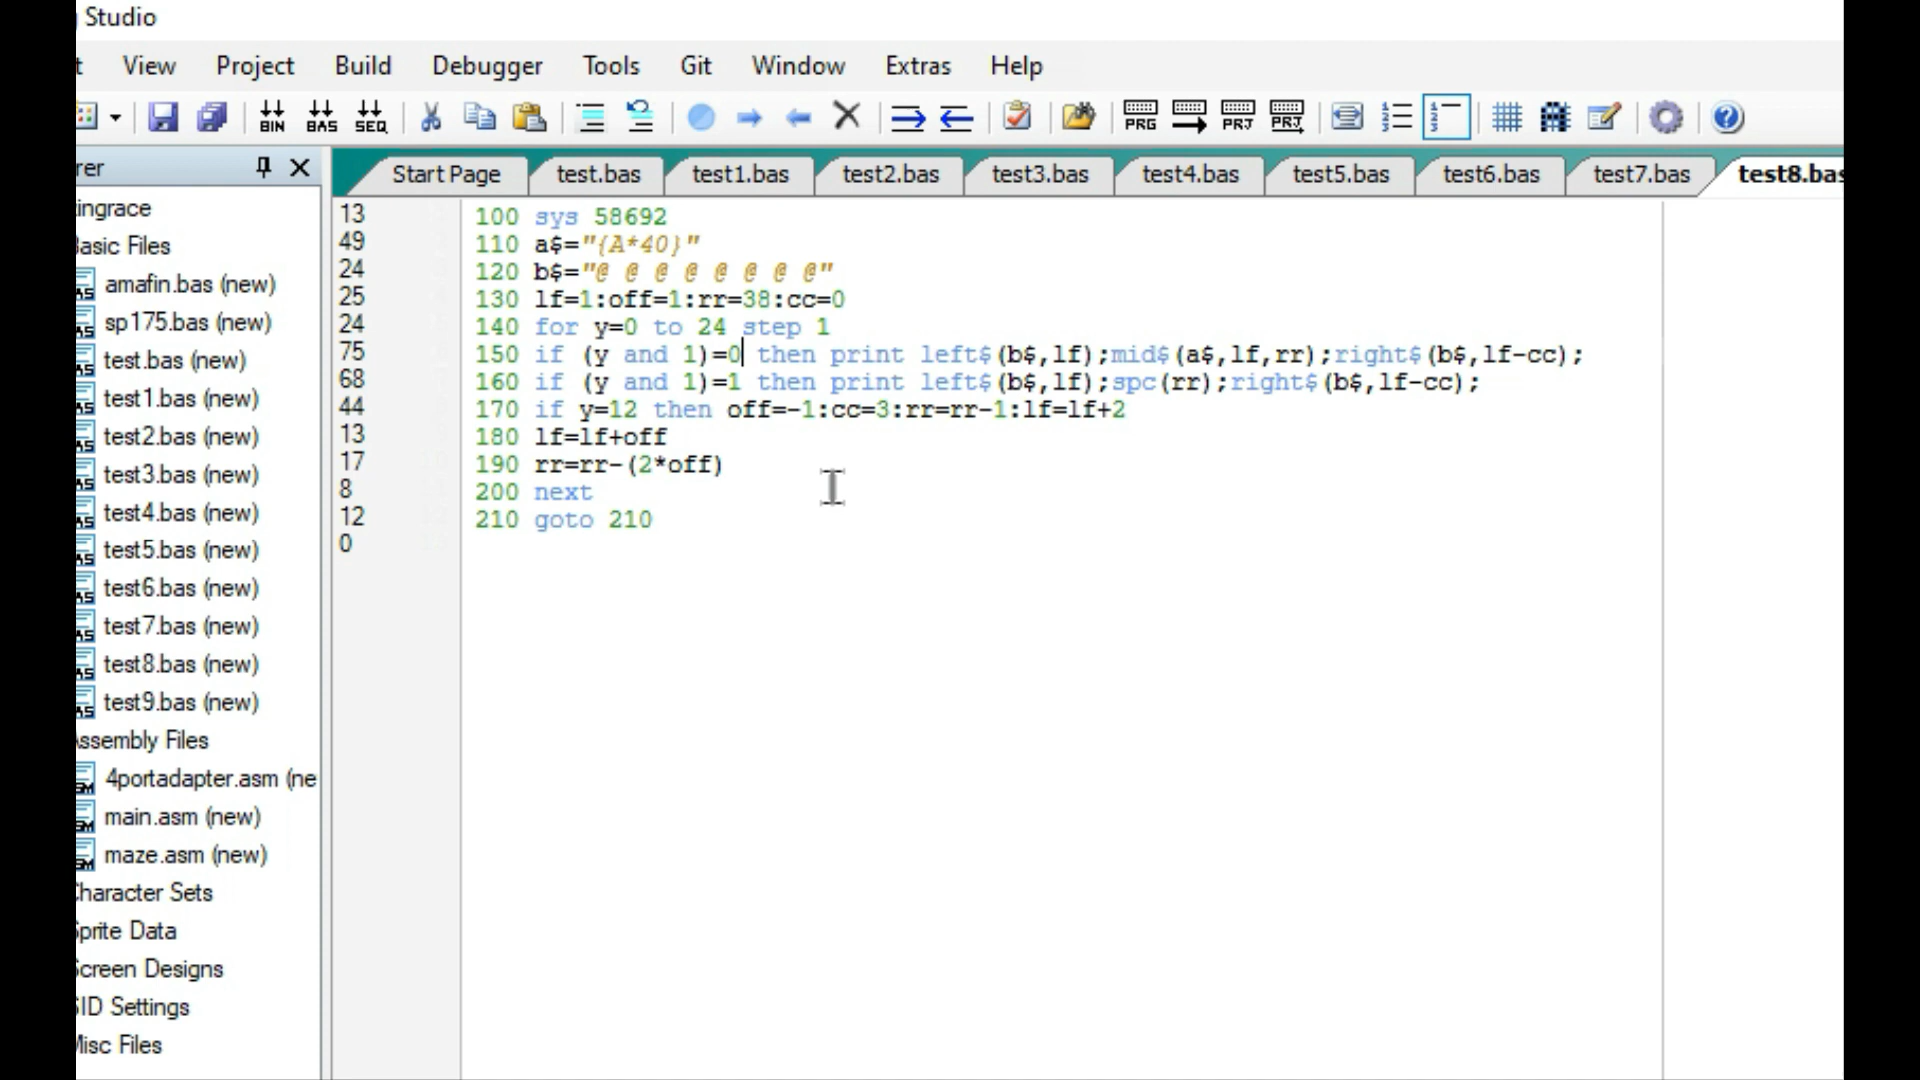 Studio
View Project Build Debugger Tools Git Window Extras Help
BIN BAS SEQ PRG PRJ PRJ
rer
Start Page test.bas test1.bas test2.bas test3.bas test4.bas test5.bas test6.bas test7.bas test8.bas
ingrace
Basic Files
amafin.bas (new)
sp175.bas (new)
test.bas (new)
test1.bas (new)
test2.bas (new)
test3.bas (new)
test4.bas (new)
test5.bas (new)
test6.bas (new)
test7.bas (new)
test8.bas (new)
test9.bas (new)
Assembly Files
4portadapter.asm (ne
main.asm (new)
maze.asm (new)
Character Sets
Sprite Data
Screen Designs
SID Settings
Misc Files
13 100 sys 58692
49 110 a$="{A*40}"
24 120 b$="@ @ @ @ @ @ @ @"
25 130 lf=1:off=1:rr=38:cc=0
24 140 for y=0 to 24 step 1
75 150 if (y and 1)=0 then print left$(b$,lf);mid$(a$,lf,rr);right$(b$,lf-cc);
68 160 if (y and 1)=1 then print left$(b$,lf);spc(rr);right$(b$,lf-cc);
44 170 if y=12 then off=-1:cc=3:rr=rr-1:lf=lf+2
13 180 lf=lf+off
17 190 rr=rr-(2*off)
8 200 next
12 210 goto 210
0